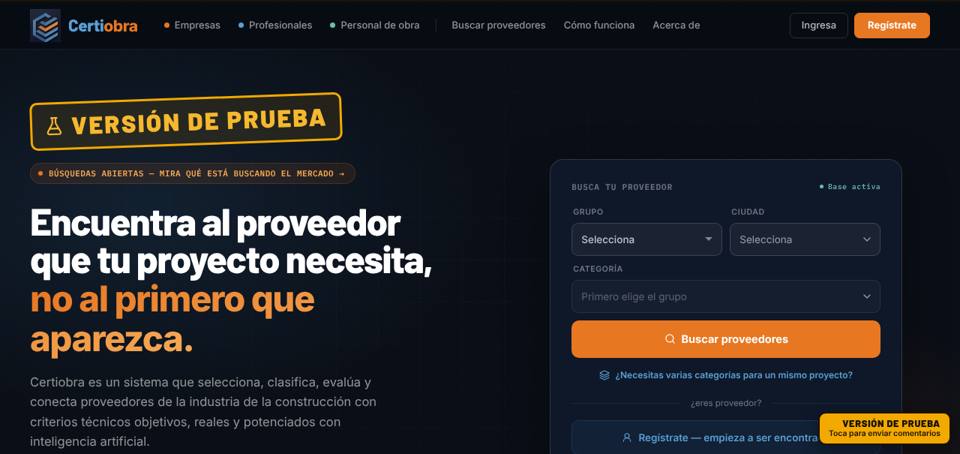 Certiobra
Empresas
Profesionales
Personal de obra
Buscar proveedores
Cómo funciona
Acerca de
Ingresa
Regístrate
VERSIÓN DE PRUEBA
BÚSQUEDAS ABIERTAS — MIRA QUÉ ESTÁ BUSCANDO EL MERCADO →
Encuentra al proveedor
que tu proyecto necesita,
no al primero que
aparezca.
Certiobra es un sistema que selecciona, clasifica, evalúa y
conecta proveedores de la industria de la construcción con
criterios técnicos objetivos, reales y potenciados con
inteligencia artificial.
BUSCA TU PROVEEDOR
Base activa
GRUPO
CIUDAD
Selecciona
Selecciona
CATEGORÍA
Primero elige el grupo
Buscar proveedores
¿Necesitas varias categorías para un mismo proyecto?
¿eres proveedor?
Regístrate — empieza a ser encontra
VERSIÓN DE PRUEBA
Toca para enviar comentarios